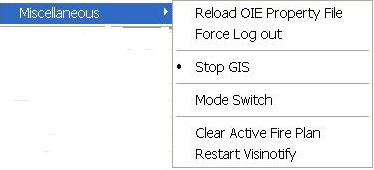 Miscellaneous
Reload OIE Property File
Force Log out
Stop GIS
Mode Switch
Clear Active Fire Plan
Restart Visinotify